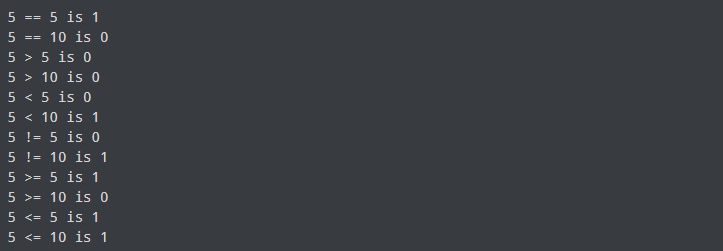 5 == 5 is 1
5 == 10 is 0
5 > 5 is 0
5 > 10 is 0
5 < 5 is 0
5 < 10 is 1
5 != 5 is 0
5 != 10 is 1
5 >= 5 is 1
5 >= 10 is 0
5 <= 5 is 1
5 <= 10 is 1